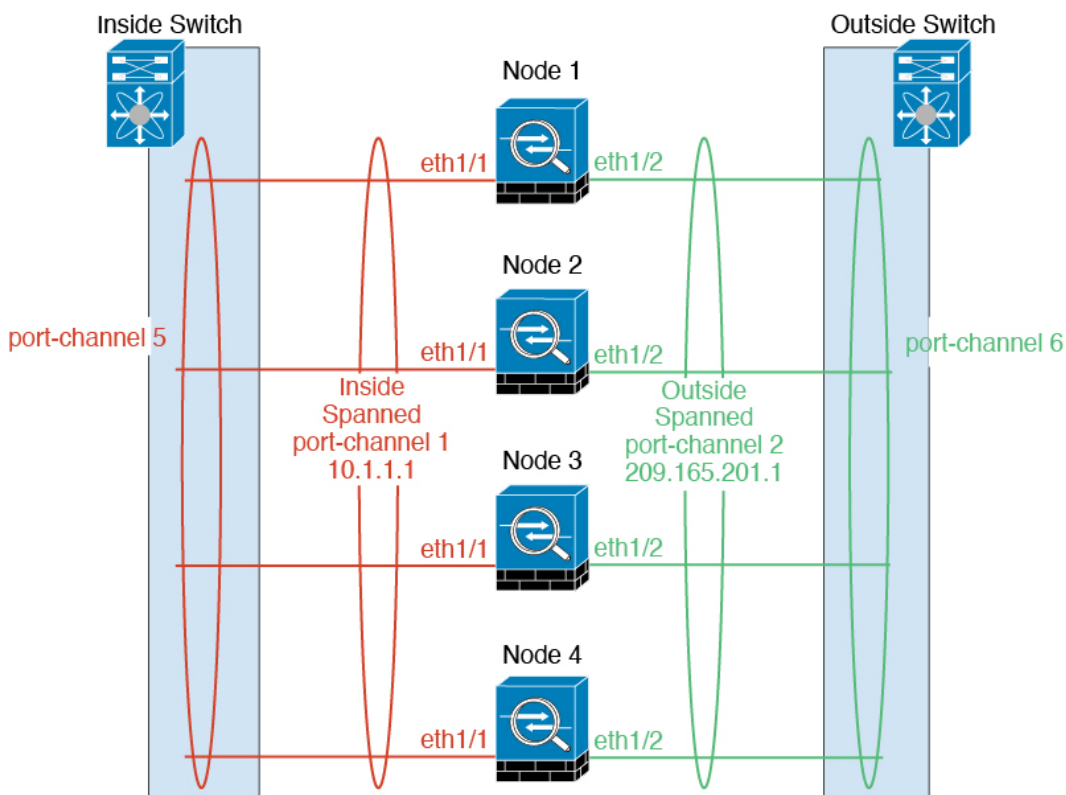 Inside Switch
Outside Switch
Node 1
eth1/1
eth1/2
Node 2
port-channel 5
eth1/1
eth1/2
port-channel 6
Inside
Spanned
port-channel 1
10.1.1.1
Outside
Spanned
port-channel 2
209.165.201.1
Node 3
eth1/1
eth1/2
Node 4
eth1/1
eth1/2